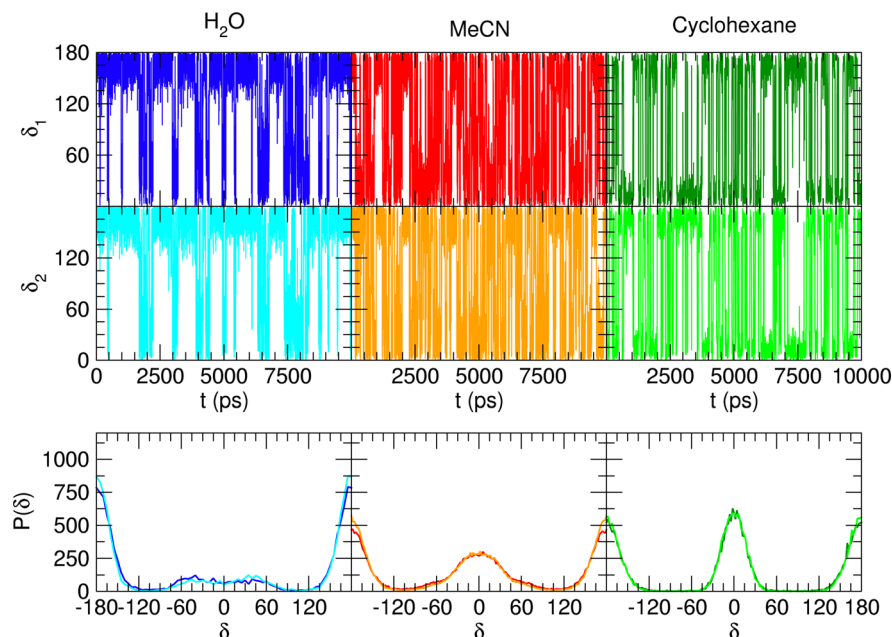 H2O MeCN Cyclohexane
180
120
δ1
60
120
δ2
60
0
0 2500 5000 7500 2500 5000 7500 2500 5000 7500 10000
t (ps) t (ps) t (ps)
1000
750
P(δ)
500
250
0
-180 -120 -60 0 60 120 -120 -60 0 60 120 -120 -60 0 60 120 180
δ δ δ